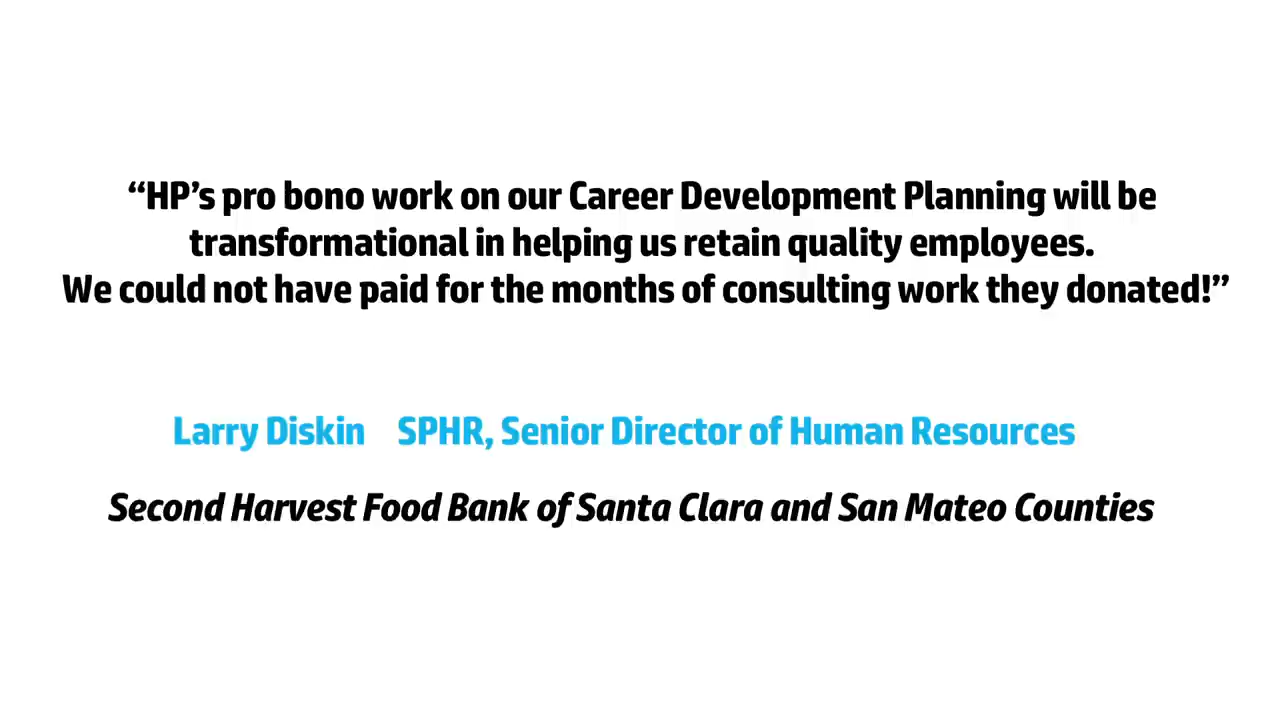 “HP’s pro bono work on our Career Development Planning will be
transformational in helping us retain quality employees.
We could not have paid for the months of consulting work they donated!”
Larry Diskin SPHR, Senior Director of Human Resources
Second Harvest Food Bank of Santa Clara and San Mateo Counties